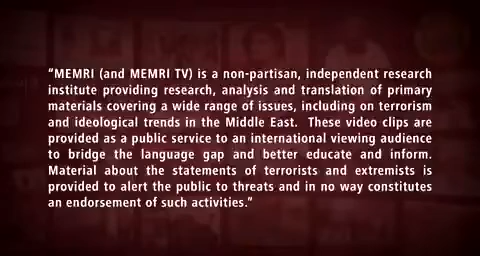 “MEMRI (and MEMRI TV) is a non-partisan, independent research
institute providing research, analysis and translation of primary
materials covering a wide range of issues, including on terrorism
and ideological trends in the Middle East. These video clips are
provided as a public service to an international viewing audience
to bridge the language gap and better educate and inform.
Material about the statements of terrorists and extremists is
provided to alert the public to threats and in no way constitutes
an endorsement of such activities.”